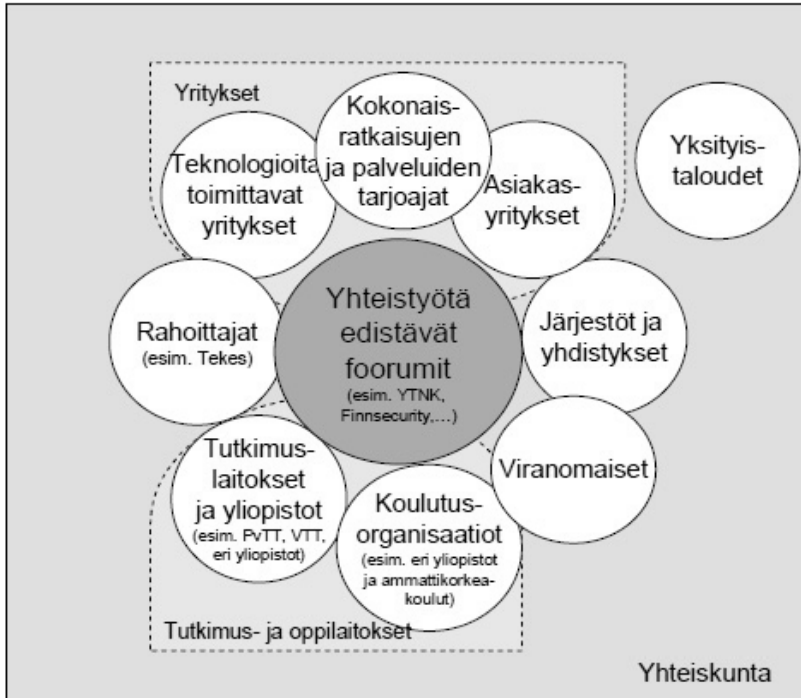 Yritykset
Kokonais-
ratkaisujen
ja palveluiden
tarjoajat
Teknologioita
toimittavat
yritykset
Asiakas-
yritykset
Yksityis-
taloudet
Yhteistyötä
edistävät
foorumit
(esim. YTNK,
Finnsecurity,...)
Rahoittajat
(esim. Tekes)
Järjestöt ja
yhdistykset
Tutkimus-
laitokset
ja yliopistot
(esim. PvTT, VTT,
eri yliopistot)
Koulutus-
organisaatiot
(esim. eri yliopistot
ja ammattikorkea-
koulut)
Viranomaiset
Tutkimus- ja oppilaitokset
Yhteiskunta